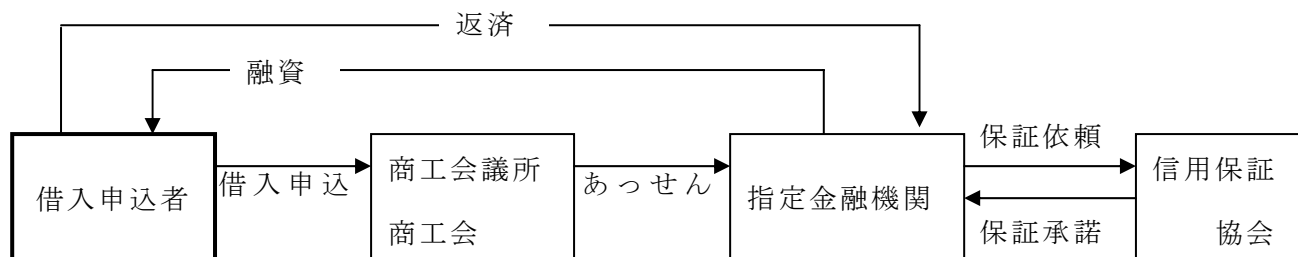 返済
融資
保証依頼
借入申込者
借入申込
商工会議所
商工会
あっせん
指定金融機関
信用保証
協会
保証承諾